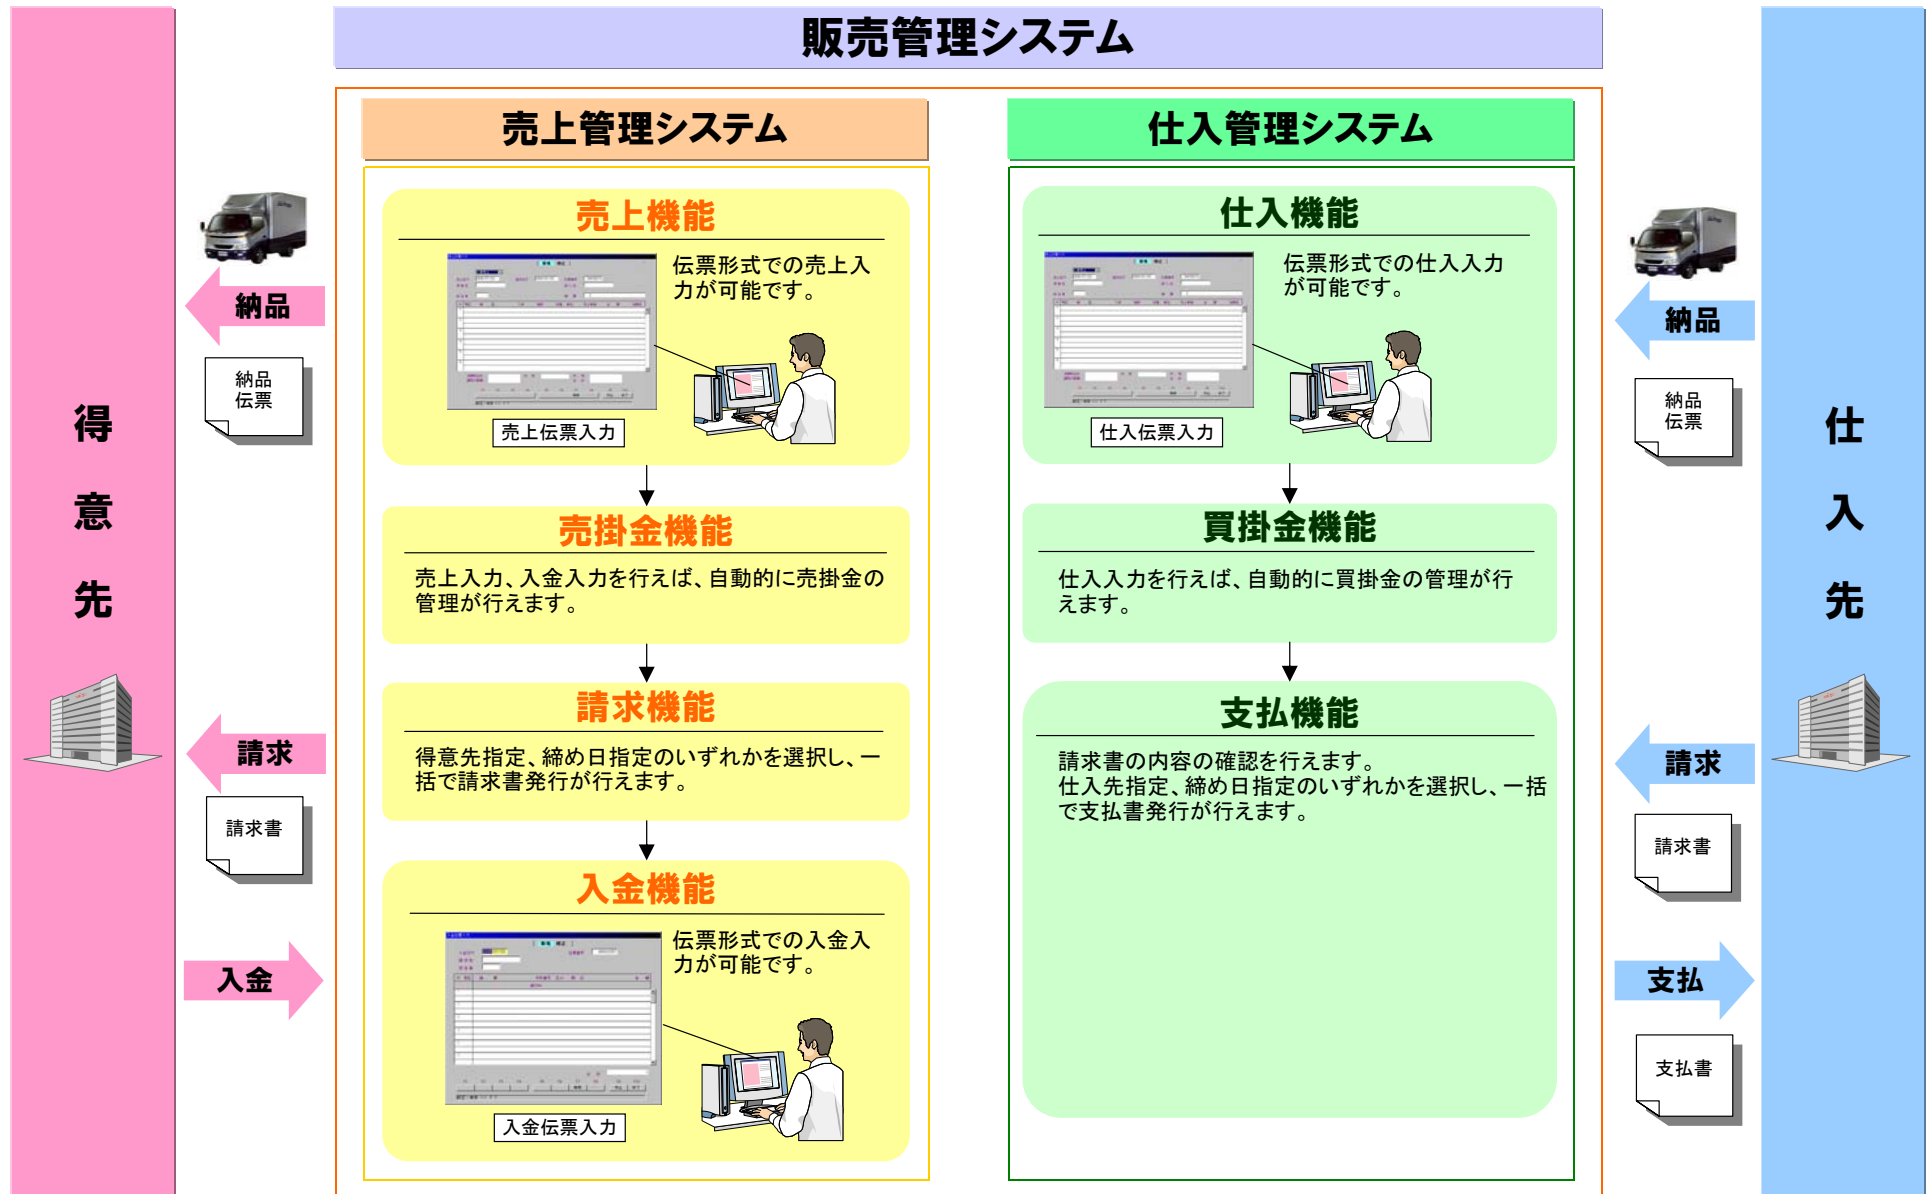 販売管理システム
得意先
納品
納品
伝票
請求
請求書
入金
売上管理システム
売上機能
伝票形式での売上入
力が可能です。
売上伝票入力
売掛金機能
売上入力、入金入力を行えば、自動的に売掛金の
管理が行えます。
請求機能
得意先指定、締め日指定のいずれかを選択し、一
括で請求書発行が行えます。
入金機能
伝票形式での入金入
力が可能です。
入金伝票入力
仕入管理システム
仕入機能
伝票形式での仕入入力
が可能です。
仕入伝票入力
買掛金機能
仕入入力を行えば、自動的に買掛金の管理が行
えます。
支払機能
請求書の内容の確認を行えます。
仕入先指定、締め日指定のいずれかを選択し、一括
で支払書発行が行えます。
納品
納品
伝票
請求
請求書
支払
支払書
仕入先